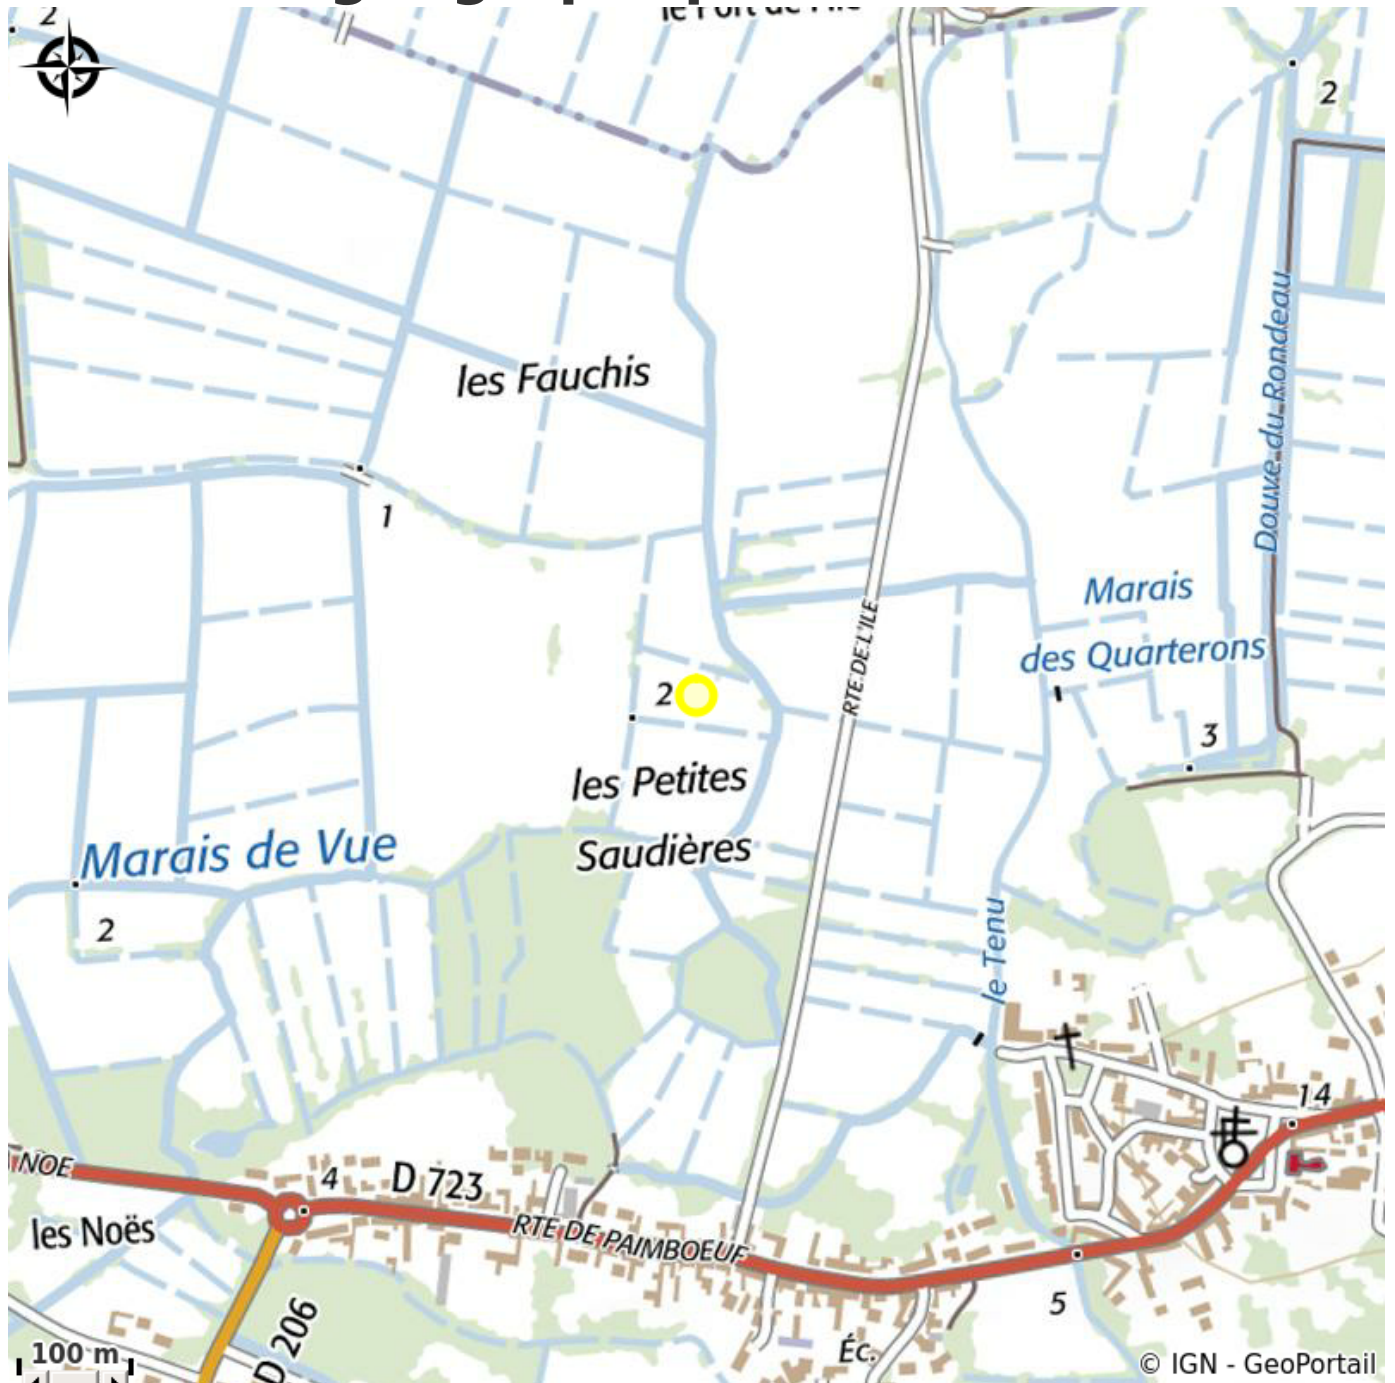 2
2
les Fauchis
Douve du Rondeau
1
Marais
des Quarterons
RTE DE L'ILE
2
3
les Petites
Saudières
Marais de Vue
2
le Tenu
14
NOE
4
D 723
les Noës
RTE DE PAIMBOEUF
5
D 206
Éc.
100 m
© IGN - GeoPortail